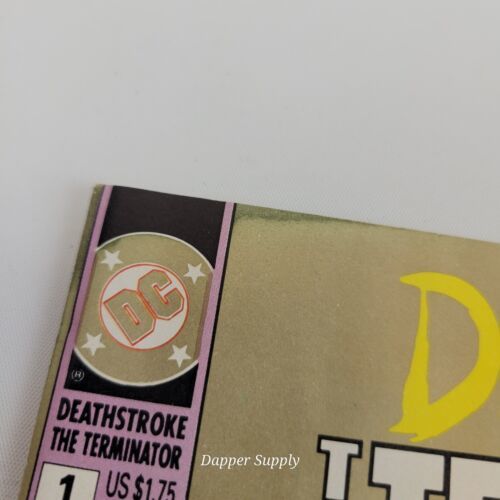 DC
®
DEATHSTROKE
THE TERMINATOR
1 US $1.75
D
Dapper Supply